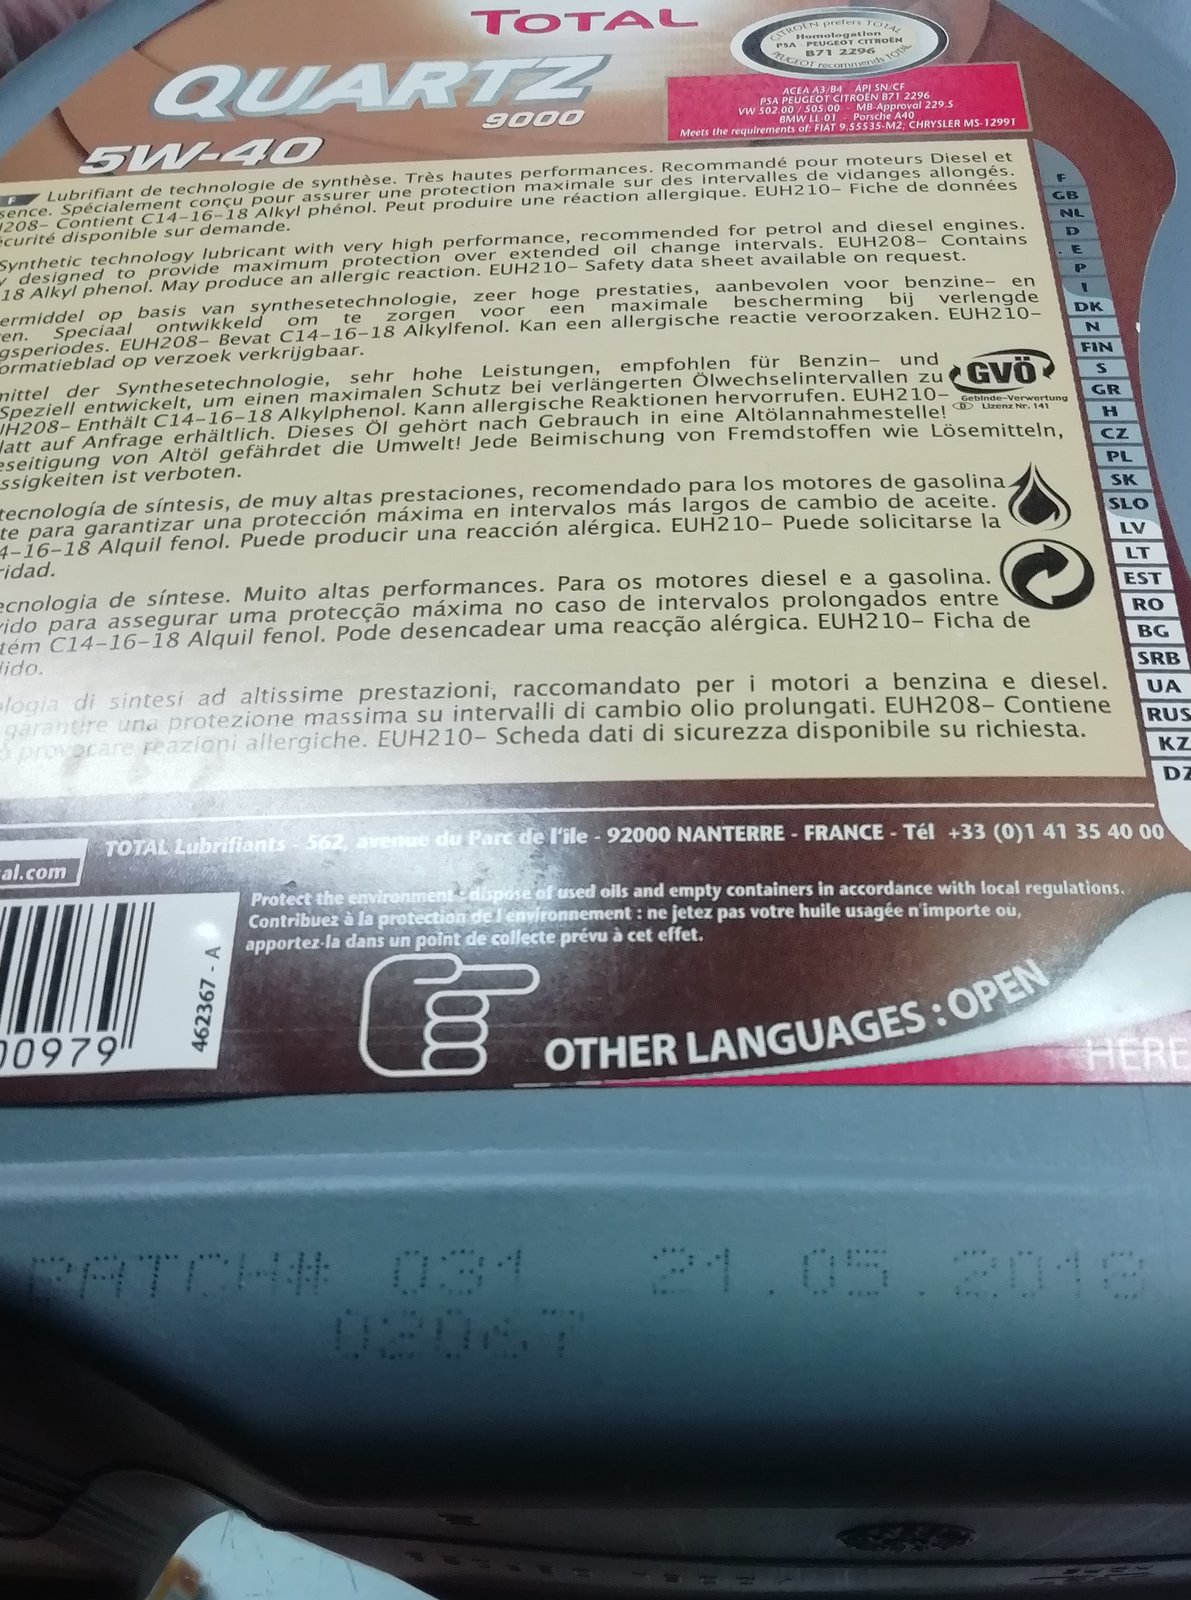 TOTAL
CITROËN prefers TOTAL
Homologation
PSA PEUGEOT CITROËN
B71 2296
PEUGEOT recommends TOTAL
QUARTZ
9000
5W-40
ACEA A3/B4 API SN/CF
PSA PEUGEOT CITROËN B71 2296
VW 502.00 / 505.00 - MB-Approval 229.5
BMW LL-01 - Porsche A40
Meets the requirements of: FIAT 9.55535-M2; CHRYSLER MS-12991
F Lubrifiant de technologie de synthèse. Très hautes performances. Recommandé pour moteurs Diesel et
sence. Spécialement conçu pour assurer une protection maximale sur des intervalles de vidanges allongés.
H208- Contient C14-16-18 Alkyl phénol. Peut produire une réaction allergique. EUH210- Fiche de données
écurité disponible sur demande.
Synthetic technology lubricant with very high performance, recommended for petrol and diesel engines.
y designed to provide maximum protection over extended oil change intervals. EUH208- Contains
18 Alkyl phenol. May produce an allergic reaction. EUH210- Safety data sheet available on request.
ermiddel op basis van synthesetechnologie, zeer hoge prestaties, aanbevolen voor benzine- en
en. Speciaal ontwikkeld om te zorgen voor een maximale bescherming bij verlengde
gsperiodes. EUH208- Bevat C14-16-18 Alkylfenol. Kan een allergische reactie veroorzaken. EUH210-
ormatieblad op verzoek verkrijgbaar.
mittel der Synthesetechnologie, sehr hohe Leistungen, empfohlen für Benzin- und
Speziell entwickelt, um einen maximalen Schutz bei verlängerten Ölwechselintervallen zu
UH208- Enthält C14-16-18 Alkylphenol. Kann allergische Reaktionen hervorrufen. EUH210-
latt auf Anfrage erhältlich. Dieses Öl gehört nach Gebrauch in eine Altölannahmestelle!
eseitigung von Altöl gefährdet die Umwelt! Jede Beimischung von Fremdstoffen wie Lösemitteln,
ssigkeiten ist verboten.
GVÖ
Gebinde-Verwertung
D Lizenz Nr. 141
tecnología de síntesis, de muy altas prestaciones, recomendado para los motores de gasolina
te para garantizar una protección máxima en intervalos más largos de cambio de aceite.
4-16-18 Alquil fenol. Puede producir una reacción alérgica. EUH210- Puede solicitarse la
ridad.
ecnologia de síntese. Muito altas performances. Para os motores diesel e a gasolina.
vido para assegurar uma protecção máxima no caso de intervalos prolongados entre
tém C14-16-18 Alquil fenol. Pode desencadear uma reacção alérgica. EUH210- Ficha de
dido.
ologia di sintesi ad altissime prestazioni, raccomandato per i motori a benzina e diesel.
garantire una protezione massima su intervalli di cambio olio prolungati. EUH208- Contiene
provocare reazioni allergiche. EUH210- Scheda dati di sicurezza disponibile su richiesta.
F
GB
NL
D
E
P
I
DK
N
FIN
S
GR
H
CZ
PL
SK
SLO
LV
LT
EST
RO
BG
SRB
UA
RUS
KZ
DZ
TOTAL Lubrifiants - 562, avenue du Parc de l'île - 92000 NANTERRE - FRANCE - Tél +33 (0)1 41 35 40 00
al.com
Protect the environment : dispose of used oils and empty containers in accordance with local regulations.
Contribuez à la protection de l'environnement : ne jetez pas votre huile usagée n'importe où,
apportez-la dans un point de collecte prévu à cet effet.
00979
462367 - A
OTHER LANGUAGES : OPEN
HERE
BATCH# 031 21.05.2018